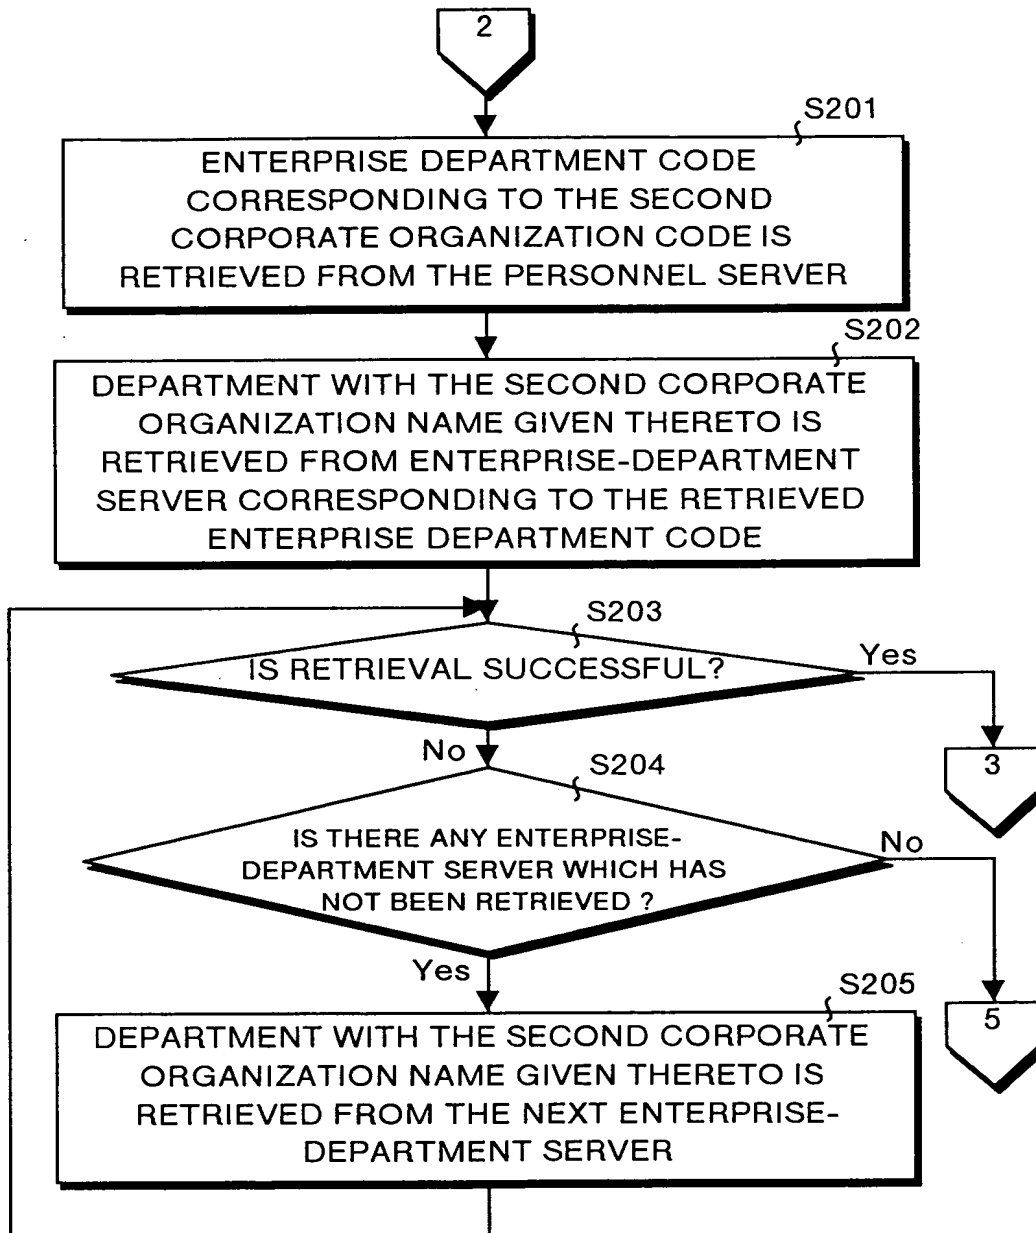 2
S201
ENTERPRISE DEPARTMENT CODE
CORRESPONDING TO THE SECOND
CORPORATE ORGANIZATION CODE IS
RETRIEVED FROM THE PERSONNEL SERVER
S202
DEPARTMENT WITH THE SECOND CORPORATE
ORGANIZATION NAME GIVEN THERETO IS
RETRIEVED FROM ENTERPRISE-DEPARTMENT
SERVER CORRESPONDING TO THE RETRIEVED
ENTERPRISE DEPARTMENT CODE
S203
IS RETRIEVAL SUCCESSFUL?
Yes
No
3
S204
IS THERE ANY ENTERPRISE-
DEPARTMENT SERVER WHICH HAS
NOT BEEN RETRIEVED ?
No
Yes
5
S205
DEPARTMENT WITH THE SECOND CORPORATE
ORGANIZATION NAME GIVEN THERETO IS
RETRIEVED FROM THE NEXT ENTERPRISE-
DEPARTMENT SERVER